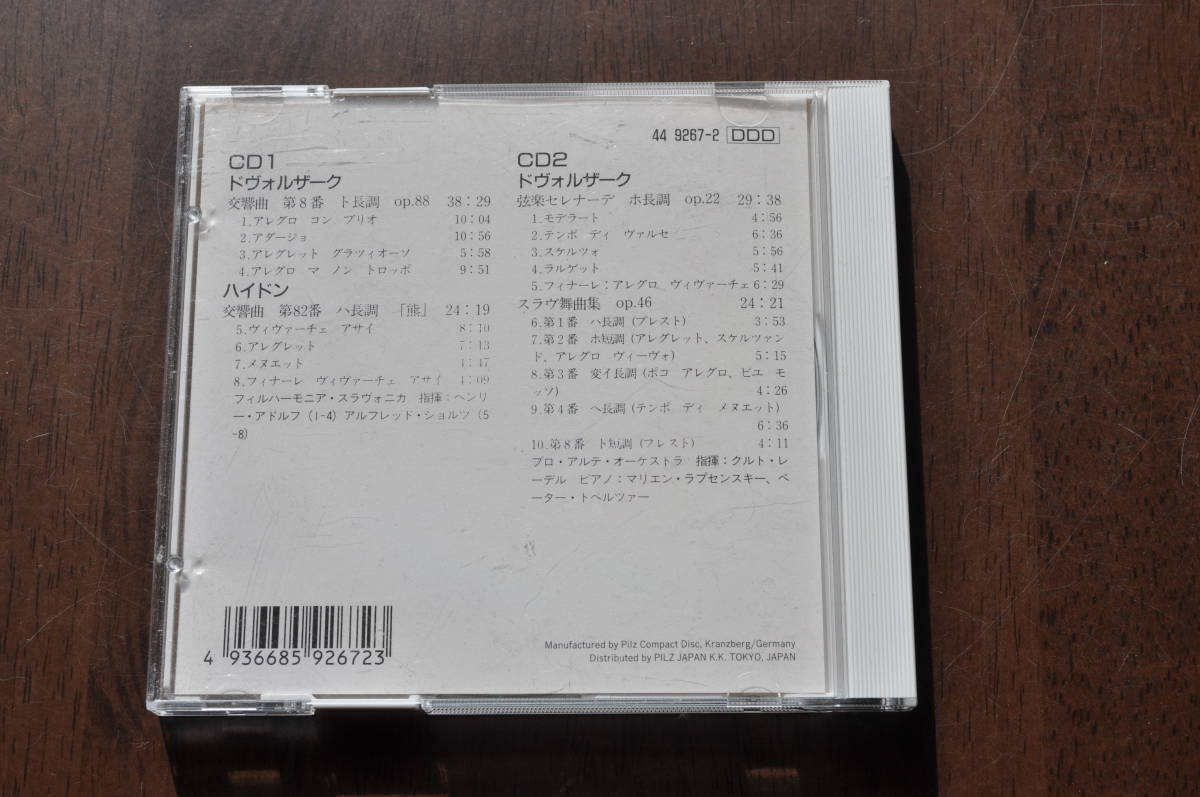 44 9267-2 DDD
CD1
ドヴォルザーク
交響曲 第8番 ト長調 op.88 38:29
1.アレグロ コン ブリオ 10:04
2.アダージョ 10:56
3.アレグレット グラツィオーソ 5:58
4.アレグロ マ ノン トロッポ 9:51
ハイドン
交響曲 第82番 ハ長調 「熊」 24:19
5.ヴィヴァーチェ アサイ 8:10
6.アレグレット 7:13
7.メヌエット 4:47
8.フィナーレ ヴィヴァーチェ アサイ 4:09
フィルハーモニア・スラヴォニカ 指揮:ヘンリ
ー・アドルフ(1-4)アルフレッド・ショルツ(5
-8)
CD2
ドヴォルザーク
弦楽セレナーデ ホ長調 op.22 29:38
1.モデラート 4:56
2.テンポ ディ ヴァルセ 6:36
3.スケルツォ 5:56
4.ラルゲット 5:41
5.フィナーレ:アレグロ ヴィヴァーチェ 6:29
スラヴ舞曲集 op.46 24:21
6.第1番 ハ長調(プレスト) 3:53
7.第2番 ホ短調(アレグレット、スケルツァン
ド、アレグロ ヴィーヴォ) 5:15
8.第3番 変イ長調(ポコ アレグロ、ピユ モ
ッソ) 4:26
9.第4番 ヘ長調(テンポ ディ メヌエット)
6:36
10.第8番 ト短調(プレスト) 4:11
プロ・アルテ・オーケストラ 指揮:クルト・レ
ーデル ピアノ:マリエン・ラプセンスキー、ペ
ーター・トペルツァー
4 936685 926723
Manufactured by Pilz Compact Disc, Kranzberg/Germany
Distributed by PILZ JAPAN K.K. TOKYO, JAPAN